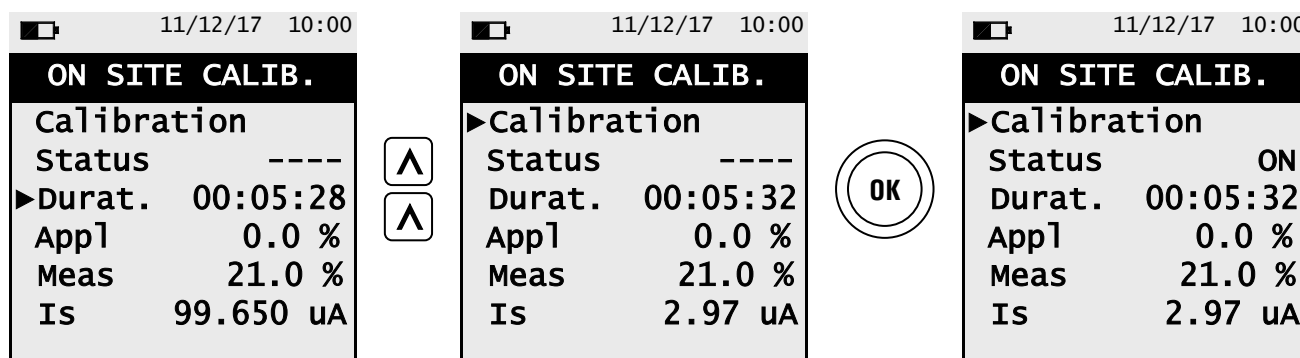 11/12/17 10:00
ON SITE CALIB.
Calibration
Status ----
►Durat. 00:05:28
Appl 0.0 %
Meas 21.0 %
Is 99.650 uA
11/12/17 10:00
ON SITE CALIB.
►Calibration
Status ----
Durat. 00:05:32
Appl 0.0 %
Meas 21.0 %
Is 2.97 uA
OK
11/12/17 10:00
ON SITE CALIB.
►Calibration
Status ON
Durat. 00:05:32
Appl 0.0 %
Meas 21.0 %
Is 2.97 uA